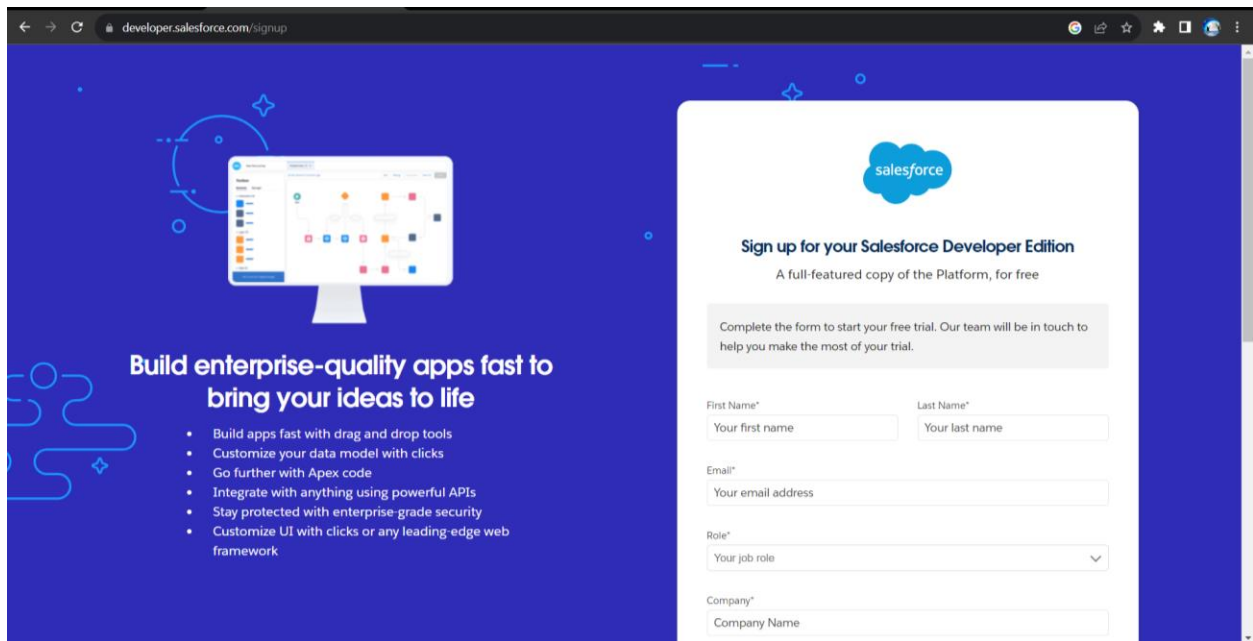 developer.salesforce.com/signup
salesforce
Sign up for your Salesforce Developer Edition
A full-featured copy of the Platform, for free
Complete the form to start your free trial. Our team will be in touch to
help you make the most of your trial.
First Name*
Last Name*
Your first name
Your last name
Email*
Your email address
Role*
Your job role
Company*
Company Name
Build enterprise-quality apps fast to
bring your ideas to life
• Build apps fast with drag and drop tools
• Customize your data model with clicks
• Go further with Apex code
• Integrate with anything using powerful APIs
• Stay protected with enterprise-grade security
• Customize UI with clicks or any leading-edge web
framework